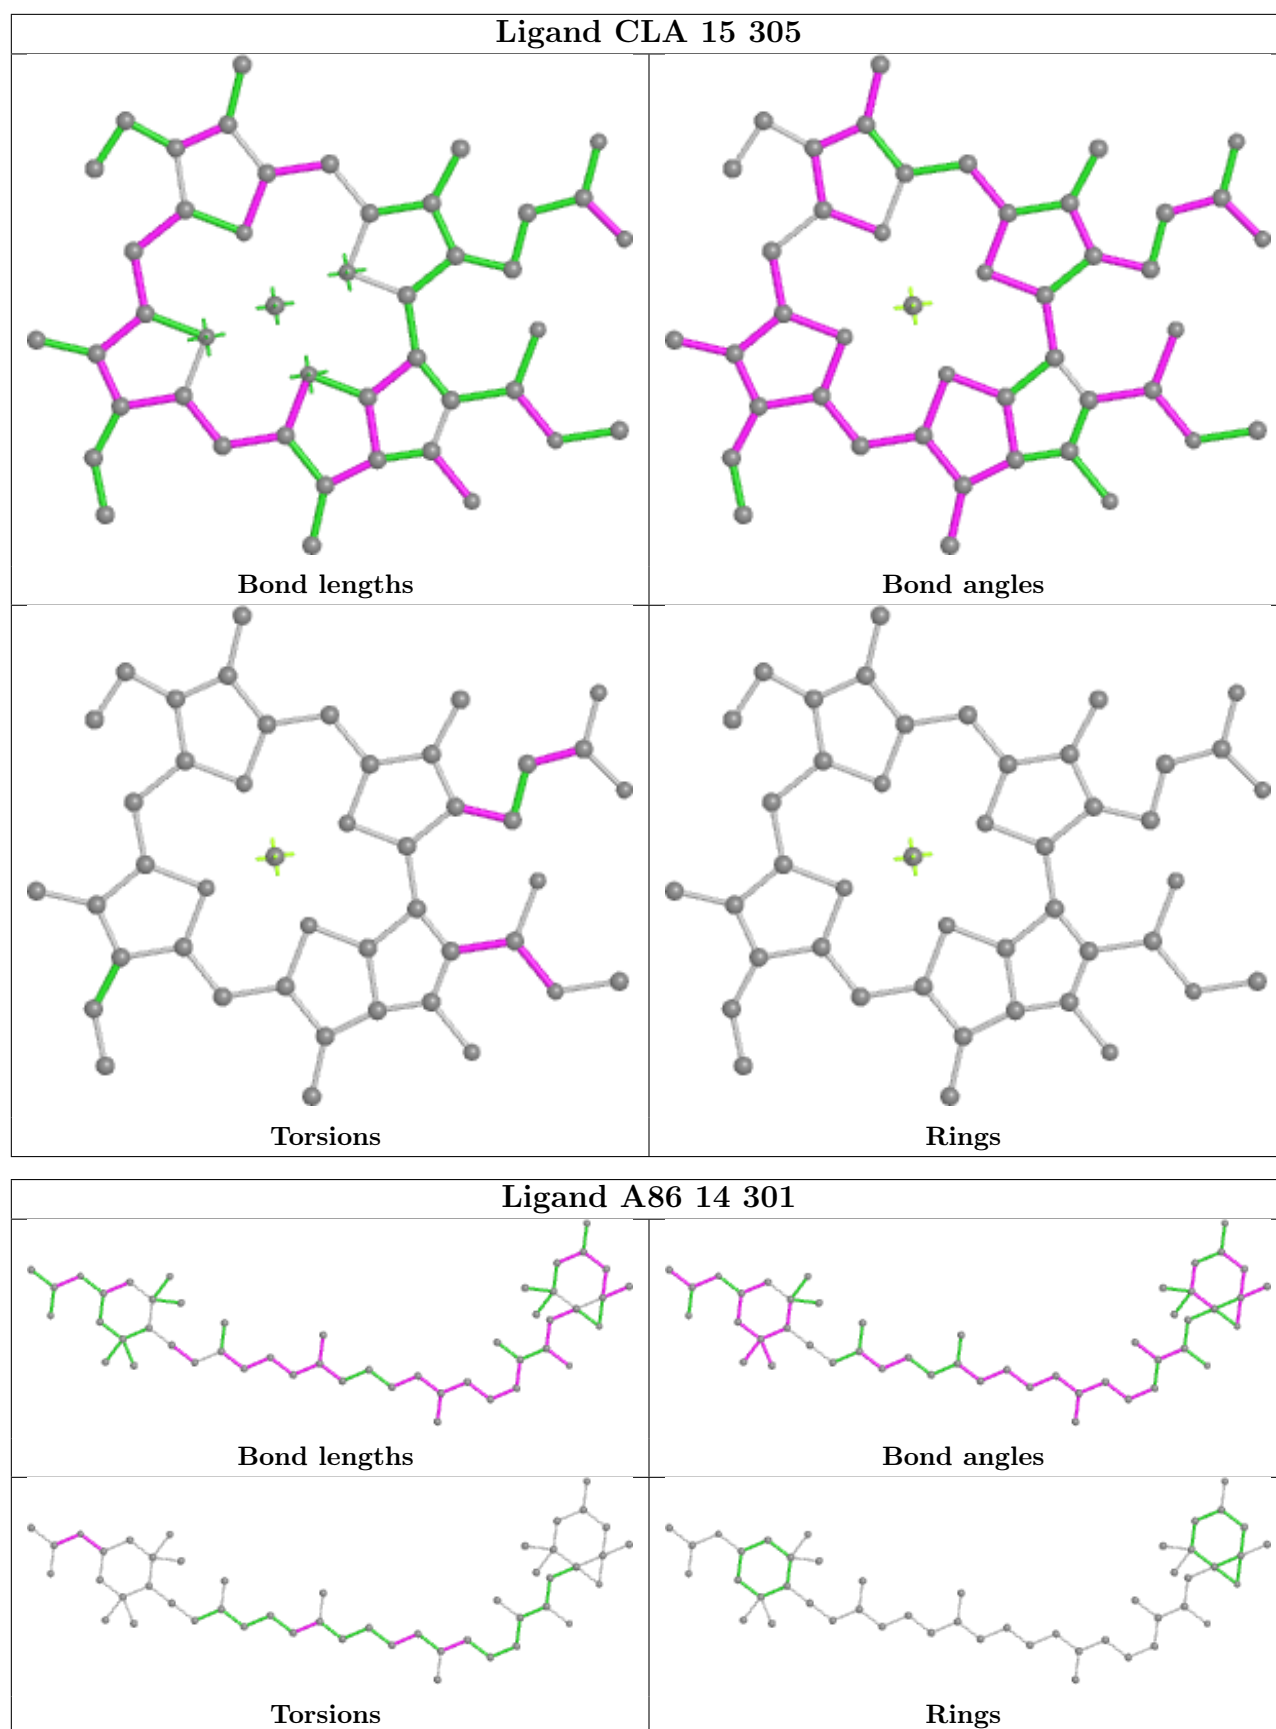 Ligand CLA 15 305
Bond lengths
Bond angles
Torsions
Rings
Ligand A86 14 301
Bond lengths
Bond angles
Torsions
Rings